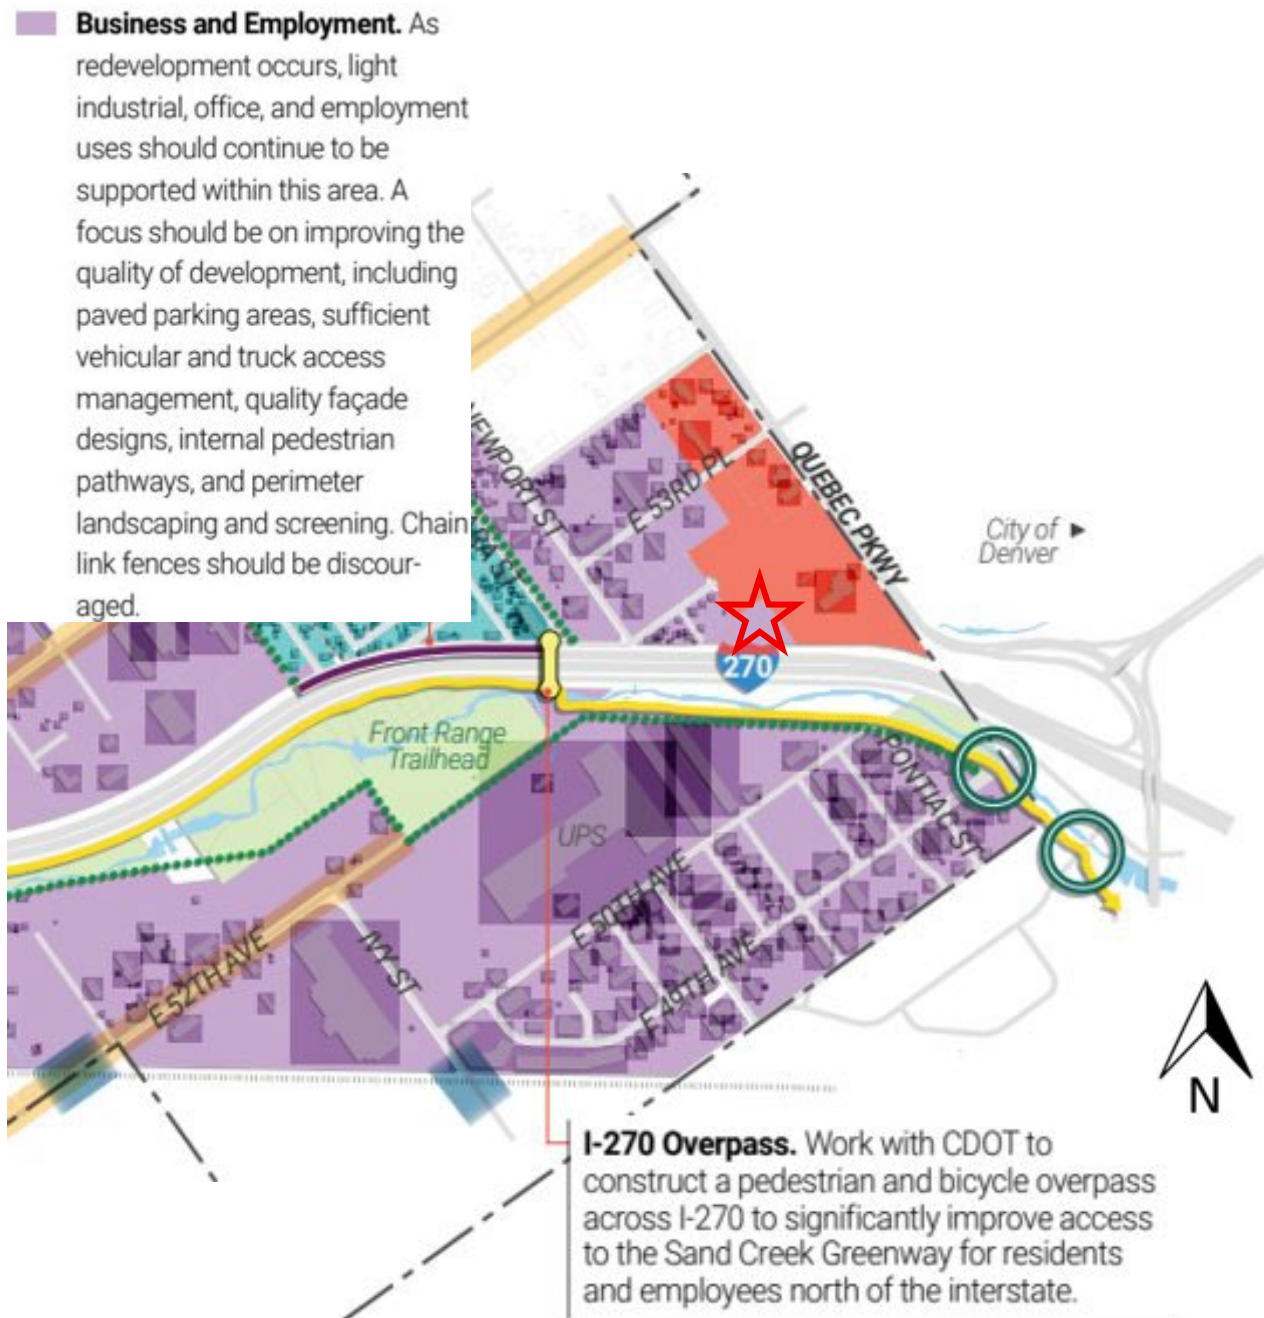 Business and Employment. As
redevelopment occurs, light
industrial, office, and employment
uses should continue to be
supported within this area. A
focus should be on improving the
quality of development, including
paved parking areas, sufficient
vehicular and truck access
management, quality façade
designs, internal pedestrian
pathways, and perimeter
landscaping and screening. Chain
link fences should be discour-
aged.
EWPORT ST
E 53RD PL
QUEBEC PKWY
City of
Denver
RA ST
270
Front Range
Trailhead
PONTIAC ST
UPS
E 50TH AVE
E 52TH AVE
IVY ST
E 49TH AVE
N
I-270 Overpass. Work with CDOT to
construct a pedestrian and bicycle overpass
across I-270 to significantly improve access
to the Sand Creek Greenway for residents
and employees north of the interstate.